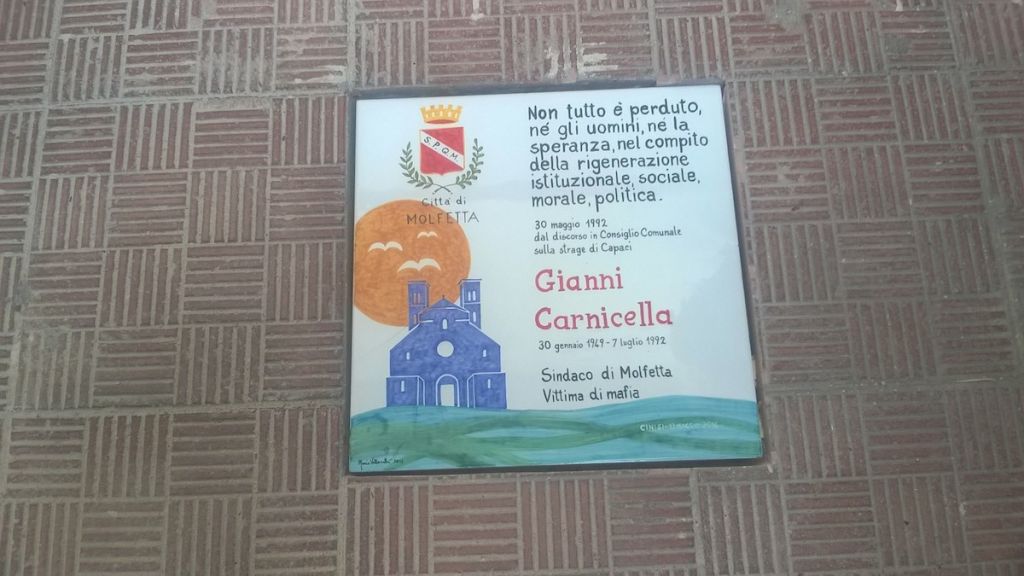 S.P.Q.M.
Città di
MOLFETTA
Non tutto è perduto,
né gli uomini, né la
speranza, nel compito
della rigenerazione
istituzionale, sociale,
morale, politica.
30 maggio 1992
dal discorso in Consiglio Comunale
sulla strage di Capaci
Gianni
Carnicella
30 gennaio 1949 - 7 luglio 1992
Sindaco di Molfetta
Vittima di mafia